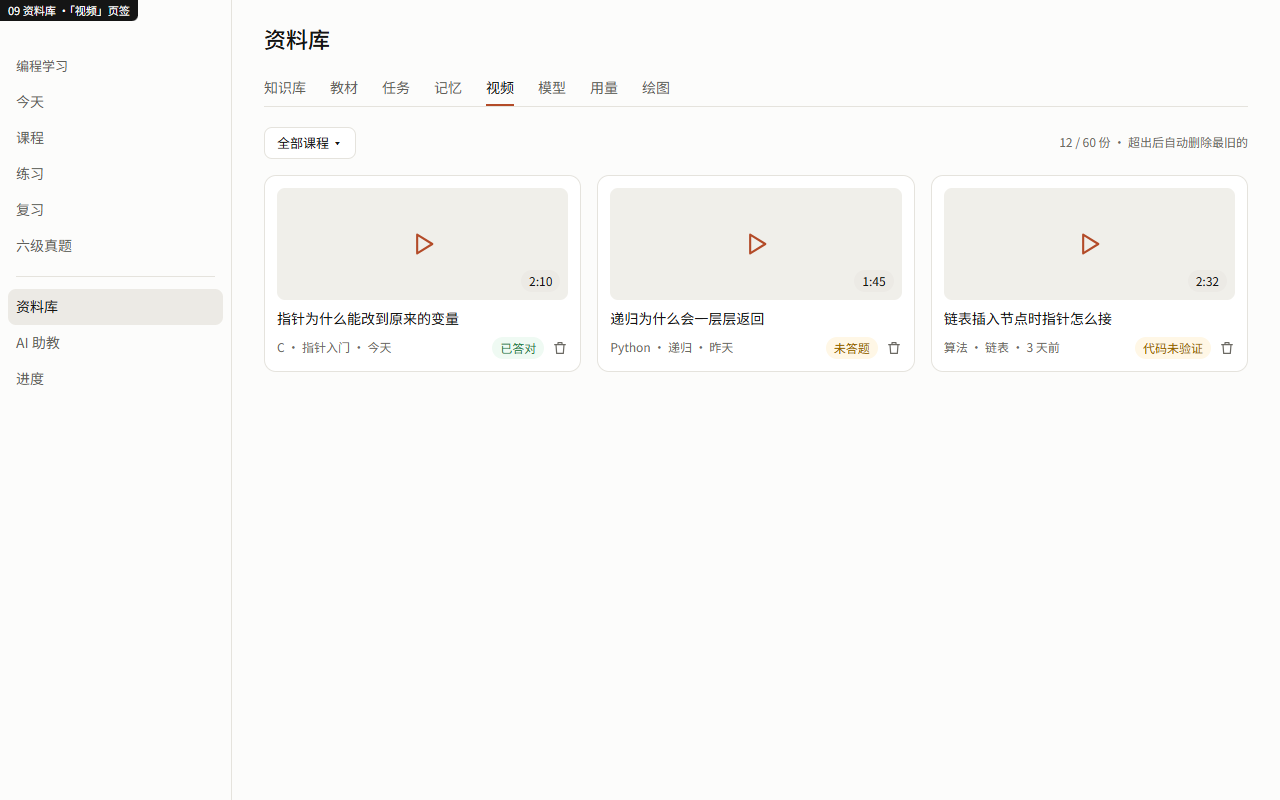 09 资料库 ·「视频」页签
编程学习
今天
课程
练习
复习
六级真题
资料库
AI 助教
进度
资料库
知识库 教材 任务 记忆 视频 模型 用量 绘图
全部课程
12 / 60 份 · 超出后自动删除最旧的
2:10
指针为什么能改到原来的变量
C · 指针入门 · 今天 已答对
1:45
递归为什么会一层层返回
Python · 递归 · 昨天 未答题
2:32
链表插入节点时指针怎么接
算法 · 链表 · 3 天前 代码未验证